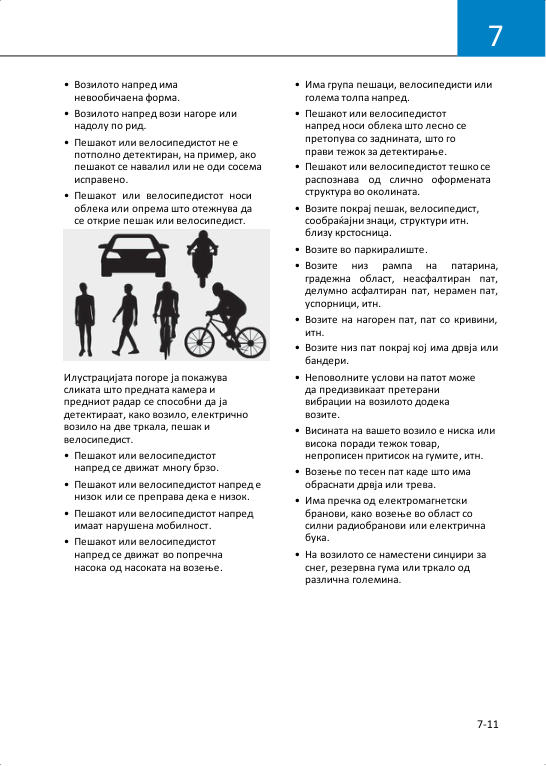 7
• Возилото напред има
невообичаена форма.
• Возилото напред вози нагоре или
надолу по рид.
• Пешакот или велосипедистот не е
потполно детектиран, на пример, ако
пешакот се навалил или не оди сосема
исправено.
• Пешакот или велосипедистот носи
облека или опрема што отежнува да
се открие пешак или велосипедист.
Илустрацијата погоре ја покажува
сликата што предната камера и
предниот радар се способни да ја
детектираат, како возило, електрично
возило на две тркала, пешак и
велосипедист.
• Пешакот или велосипедистот
напред се движат многу брзо.
• Пешакот или велосипедистот напред е
низок или се преправа дека е низок.
• Пешакот или велосипедистот напред
имаат нарушена мобилност.
• Пешакот или велосипедистот
напред се движат во попречна
насока од насоката на возење.
• Има група пешаци, велосипедисти или
голема толпа напред.
• Пешакот или велосипедистот
напред носи облека што лесно се
претопува со заднината, што го
прави тежок за детектирање.
• Пешакот или велосипедистот тешко се
распознава од слично оформената
структура во околината.
• Возите покрај пешак, велосипедист,
сообраќајни знаци, структури итн.
близу крстосница.
• Возите во паркиралиште.
• Возите низ рампа на патарина,
градежна област, неасфалтиран пат,
делумно асфалтиран пат, нерамен пат,
успорници, итн.
• Возите на нагорен пат, пат со кривини,
итн.
• Возите низ пат покрај кој има дрвја или
бандери.
• Неповолните услови на патот може
да предизвикаат претерани
вибрации на возилото додека
возите.
• Висината на вашето возило е ниска или
висока поради тежок товар,
непрописен притисок на гумите, итн.
• Возење по тесен пат каде што има
обраснати дрвја или трева.
• Има пречка од електромагнетски
бранови, како возење во област со
силни радиобранови или електрична
бука.
• На возилото се наместени синџири за
снег, резервна гума или тркало од
различна големина.
7-11